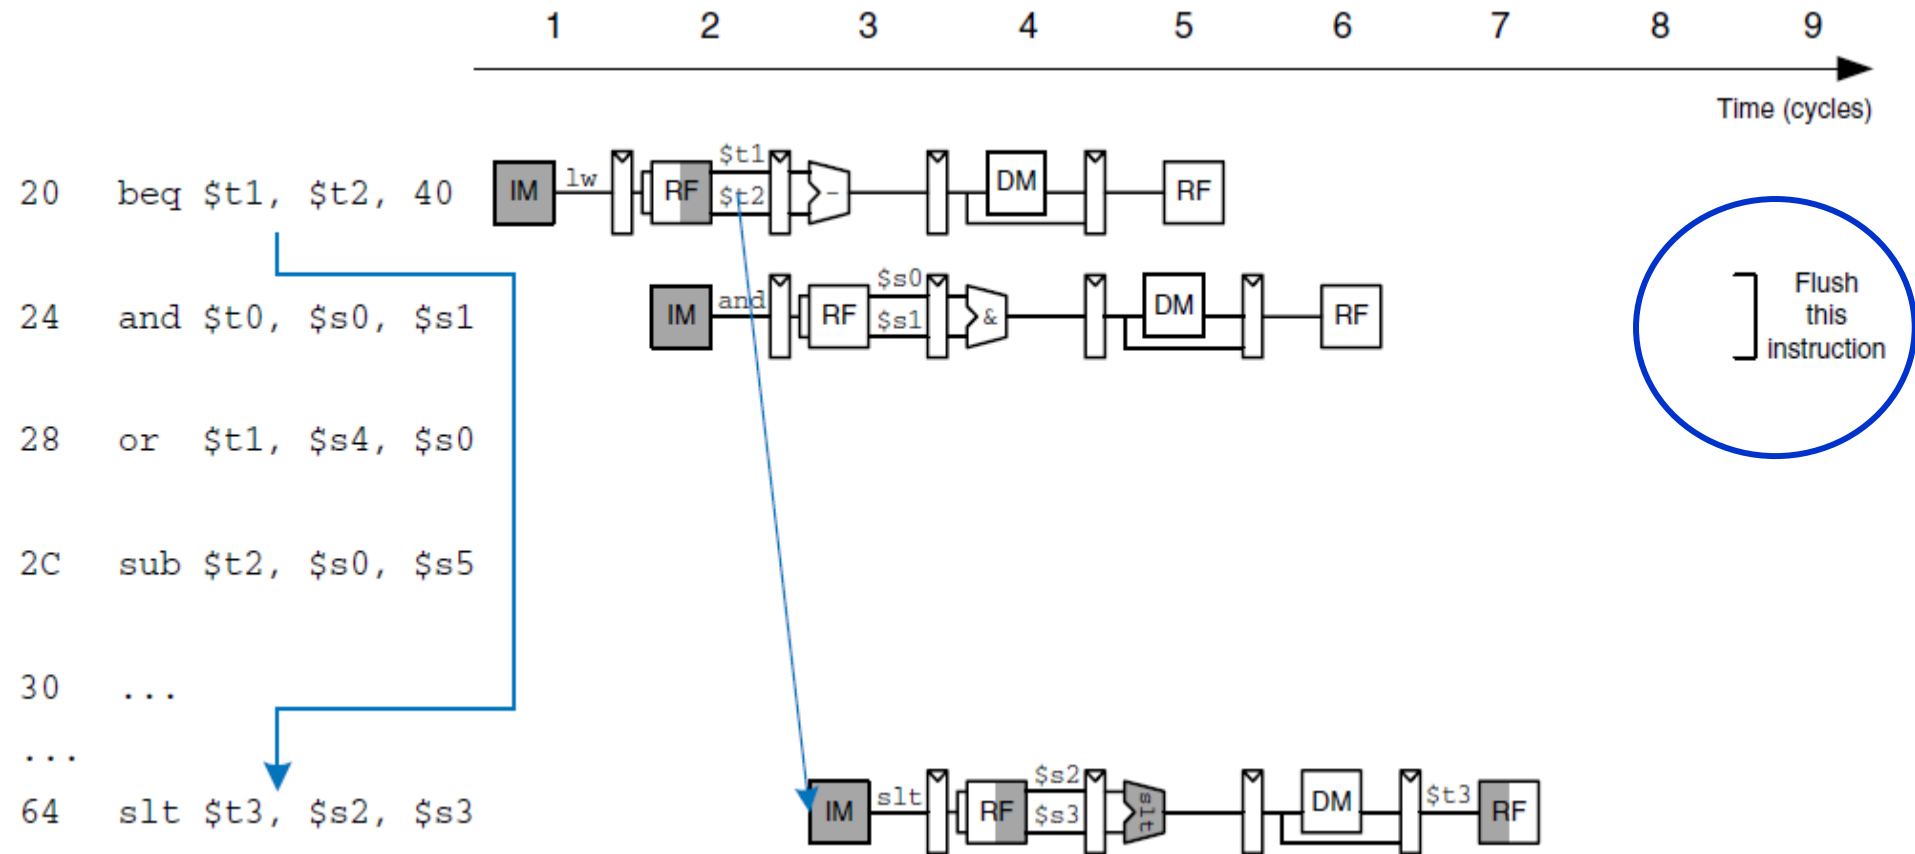 1 2 3 4 5 6 7 8 9
Time (cycles)
20 beq $t1, $t2, 40 IM lw RF $t1 $t2 - DM RF
24 and $t0, $s0, $s1 IM and RF $s0 $s1 & DM RF
Flush
this
instruction
28 or $t1, $s4, $s0
2C sub $t2, $s0, $s5
30 ...
...
64 slt $t3, $s2, $s3 IM slt RF $s2 $s3 slt DM $t3 RF